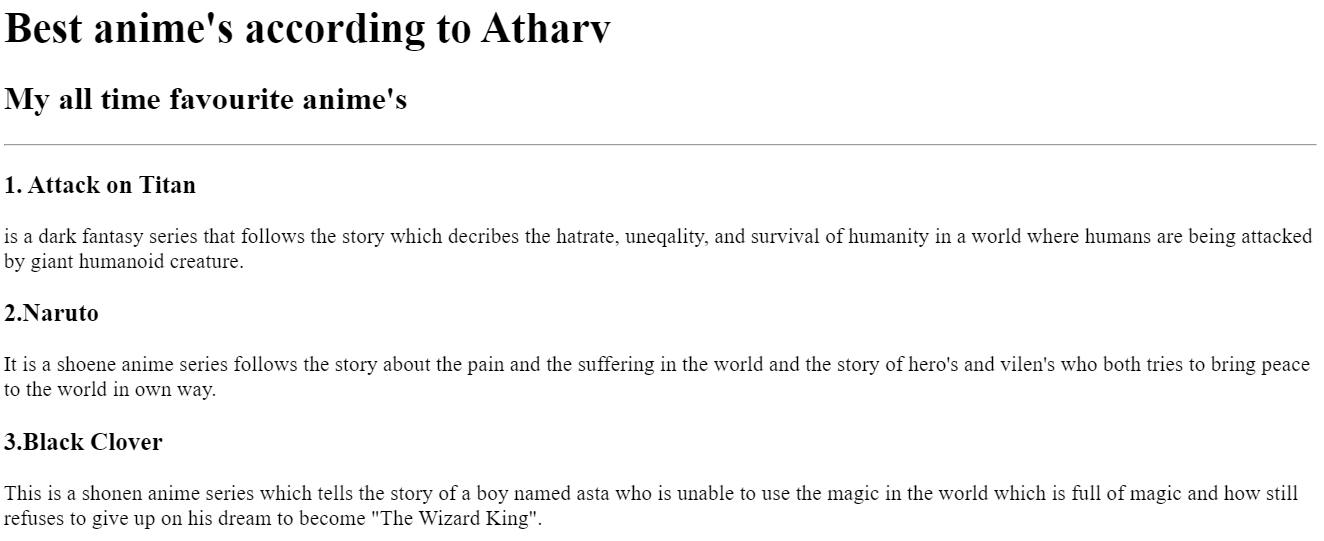 Best anime's according to Atharv
My all time favourite anime's
1. Attack on Titan
is a dark fantasy series that follows the story which decribes the hatrate, uneqality, and survival of humanity in a world where humans are being attacked
by giant humanoid creature.
2.Naruto
It is a shoene anime series follows the story about the pain and the suffering in the world and the story of hero's and vilen's who both tries to bring peace
to the world in own way.
3.Black Clover
This is a shonen anime series which tells the story of a boy named asta who is unable to use the magic in the world which is full of magic and how still
refuses to give up on his dream to become "The Wizard King".